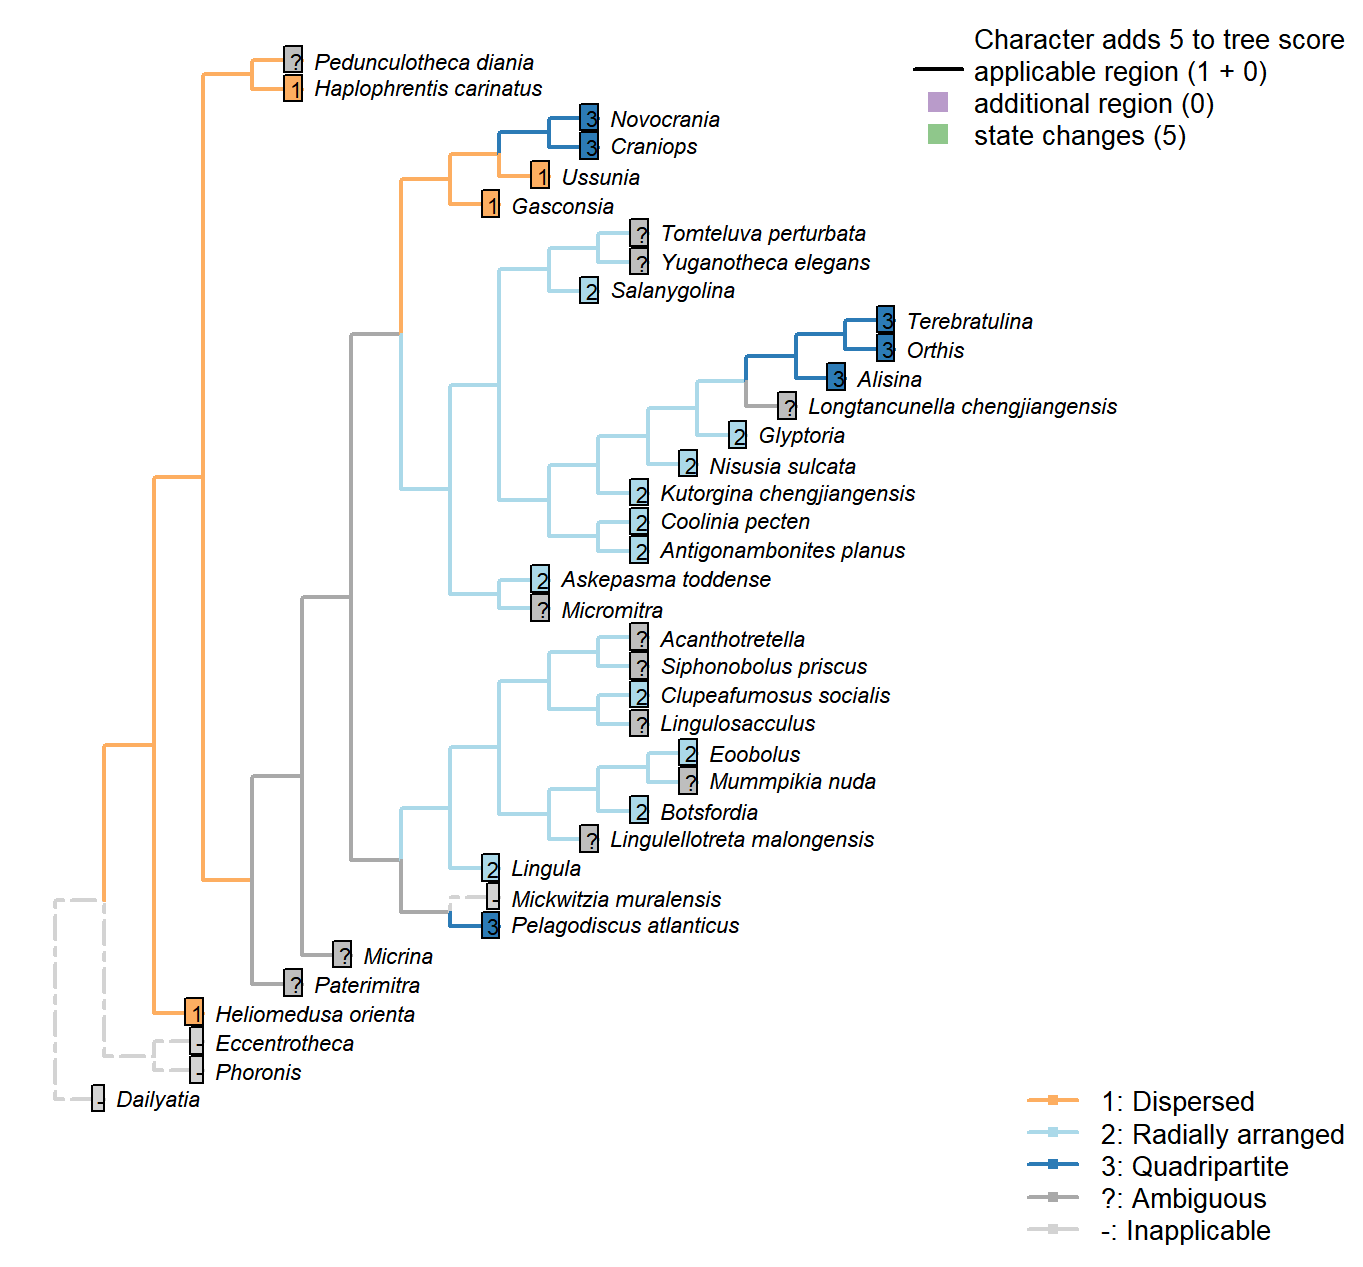 Character adds 5 to tree score
applicable region (1 + 0)
additional region (0)
state changes (5)
? Pedunculotheca diania
1 Haplophrentis carinatus
3 Novocrania
3 Craniops
1 Ussunia
1 Gasconsia
? Tomteluva perturbata
? Yuganotheca elegans
2 Salanygolina
3 Terebratulina
3 Orthis
3 Alisina
? Longtancunella chengjiangensis
2 Glyptoria
2 Nisusia sulcata
2 Kutorgina chengjiangensis
2 Coolinia pecten
2 Antigonambonites planus
2 Askepasma toddense
? Micromitra
? Acanthotretella
? Siphonobolus priscus
2 Clupeafumosus socialis
? Lingulosacculus
2 Eoobolus
? Mummpikia nuda
2 Botsfordia
? Lingulellotreta malongensis
2 Lingula
- Mickwitzia muralensis
3 Pelagodiscus atlanticus
? Micrina
? Paterimitra
1 Heliomedusa orienta
- Eccentrotheca
- Phoronis
- Dailyatia
1: Dispersed
2: Radially arranged
3: Quadripartite
?: Ambiguous
-: Inapplicable